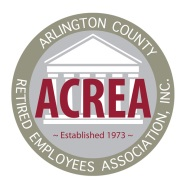 ARLINGTON COUNTY
ACREA
~ Established 1973 ~
RETIRED EMPLOYEES ASSOCIATION, INC.